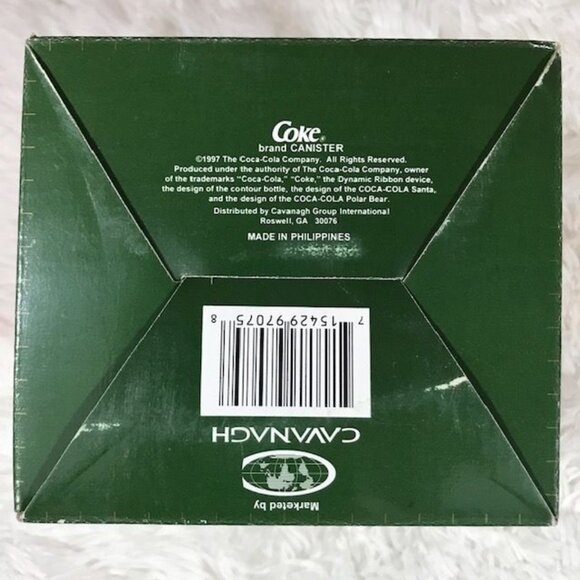 Coke®
brand CANISTER
©1997 The Coca-Cola Company. All Rights Reserved.
Produced under the authority of The Coca-Cola Company, owner
of the trademarks "Coca-Cola," "Coke," the Dynamic Ribbon device,
the design of the contour bottle, the design of the COCA-COLA Santa,
and the design of the COCA-COLA Polar Bear.
Distributed by Cavanagh Group International
Roswell, GA 30076
MADE IN PHILIPPINES
Marketed by
CAVANAGH
7 15429 97075 8